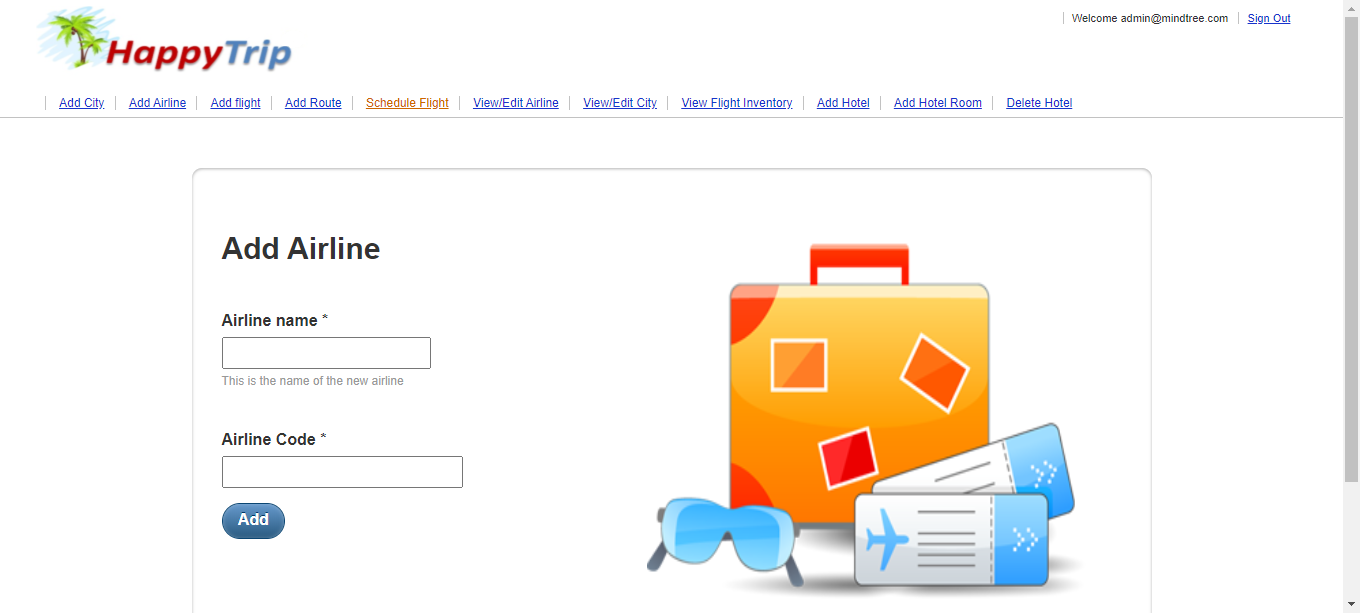 HappyTrip
Welcome admin@mindtree.com Sign Out
Add City Add Airline Add flight Add Route Schedule Flight View/Edit Airline View/Edit City View Flight Inventory Add Hotel Add Hotel Room Delete Hotel
Add Airline
Airline name *
This is the name of the new airline
Airline Code *
Add